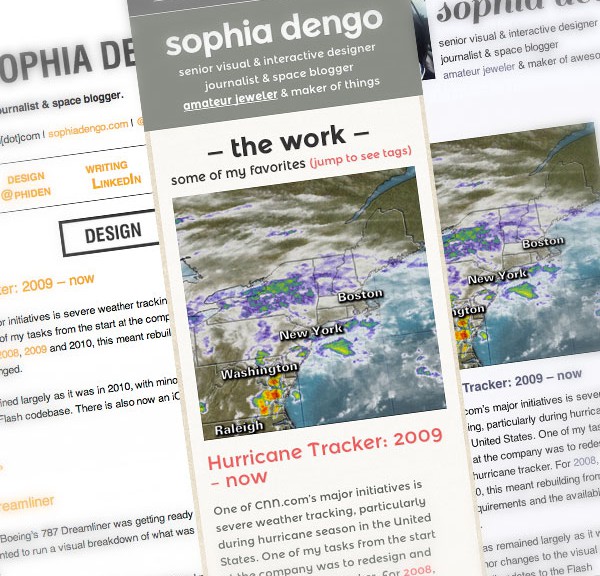 OPHIA DE
journalist & space blogger.
[dot]com | sophiadengo.com | @
DESIGN
WRITING
@PHIDEN
LINKEDIN
DESIGN
ker: 2009 – now
or initiatives is severe weather trackin
of my tasks from the start at the comp
2008, 2009 and 2010, this meant rebuil
nged.
ined largely as it was in 2010, with mino
Flash codebase. There is also now an iO
reamliner
Boeing's 787 Dreamliner was getting ready
nted to run a visual breakdown of what was
sophia dengo
senior visual & interactive designer
journalist & space blogger
amateur jeweler & maker of things
– the work –
some of my favorites (jump to see tags)
Boston
New York
Washington
Raleigh
Hurricane Tracker: 2009
– now
One of CNN.com's major initiatives is
severe weather tracking, particularly
during hurricane season in the United
States. One of my tasks from the start
at the company was to redesign and
tracker. For 2008,
sophia de
senior visual & interactive designer
journalist & space blogger
amateur jeweler & maker of aweso
Boston
New York
ngton
Tracker: 2009 – now
com's major initiatives is seve
ing, particularly during hurrica
United States. One of my tas
at the company was to redes
hurricane tracker. For 2008,
0, this meant rebuilding from
quirements and the availabi
as remained largely as it w
nor changes to the visual
updates to the Flash